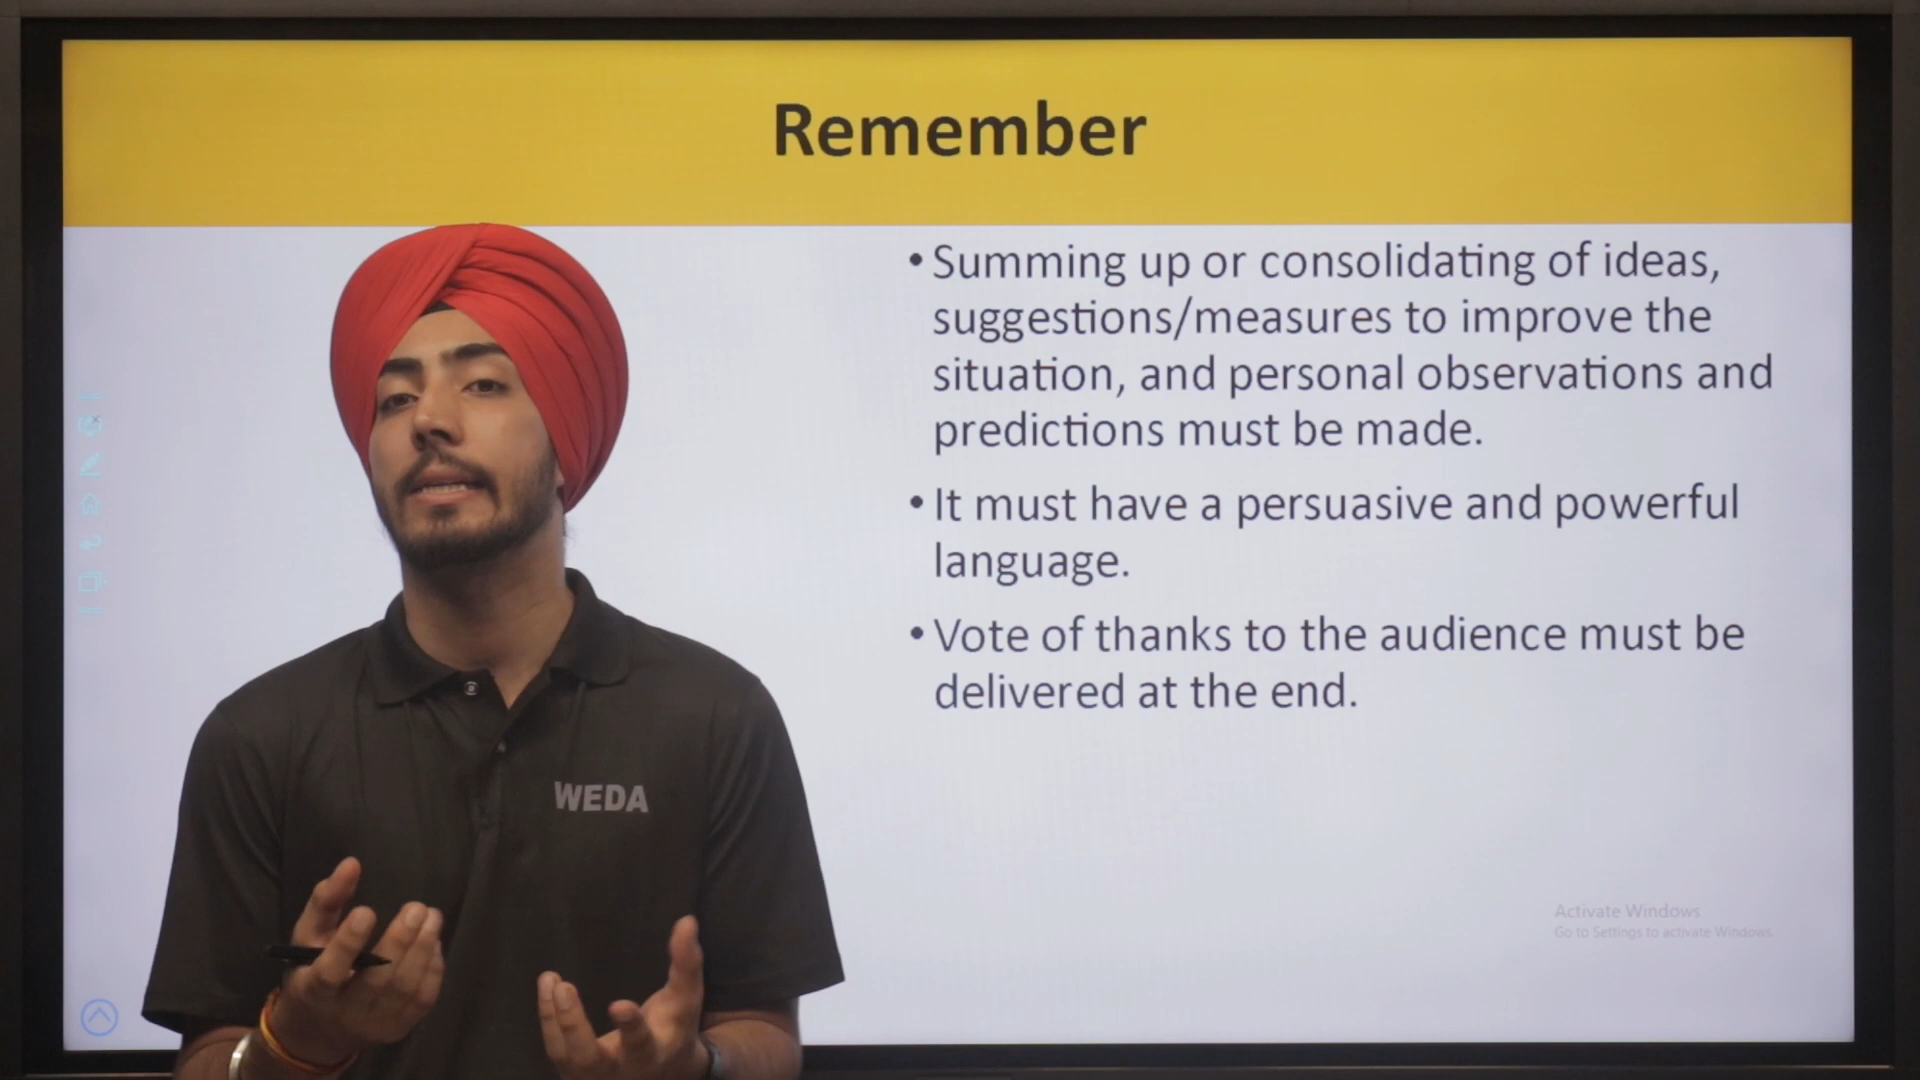 Remember
• Summing up or consolidating of ideas,
suggestions/measures to improve the
situation, and personal observations and
predictions must be made.
• It must have a persuasive and powerful
language.
• Vote of thanks to the audience must be
delivered at the end.
WEDA
Activate Windows
Go to Settings to activate Windows.